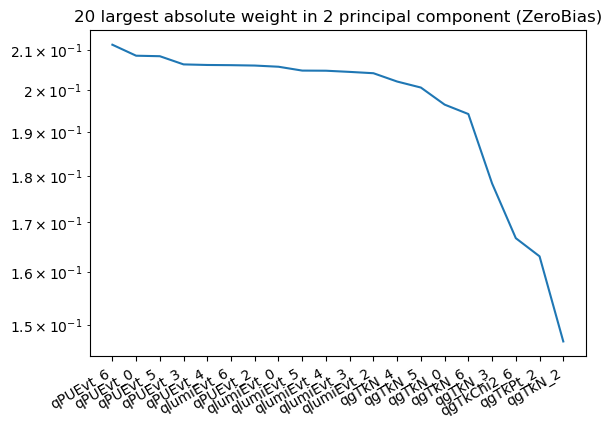 20 largest absolute weight in 2 principal component (ZeroBias)
2.1 × 10⁻¹
2 × 10⁻¹
1.9 × 10⁻¹
1.8 × 10⁻¹
1.7 × 10⁻¹
1.6 × 10⁻¹
1.5 × 10⁻¹
qPUEvt_6
qPUEvt_0
qPUEvt_5
qPUEvt_3
qPUEvt_4
qlumiEvt_6
qPUEvt_2
qlumiEvt_0
qlumiEvt_5
qlumiEvt_4
qlumiEvt_3
qlumiEvt_2
qgTkN_4
qgTkN_5
qgTkN_0
qgTkN_6
qgTkN_3
qgTkChi2_6
qgTkPt_2
qgTkN_2